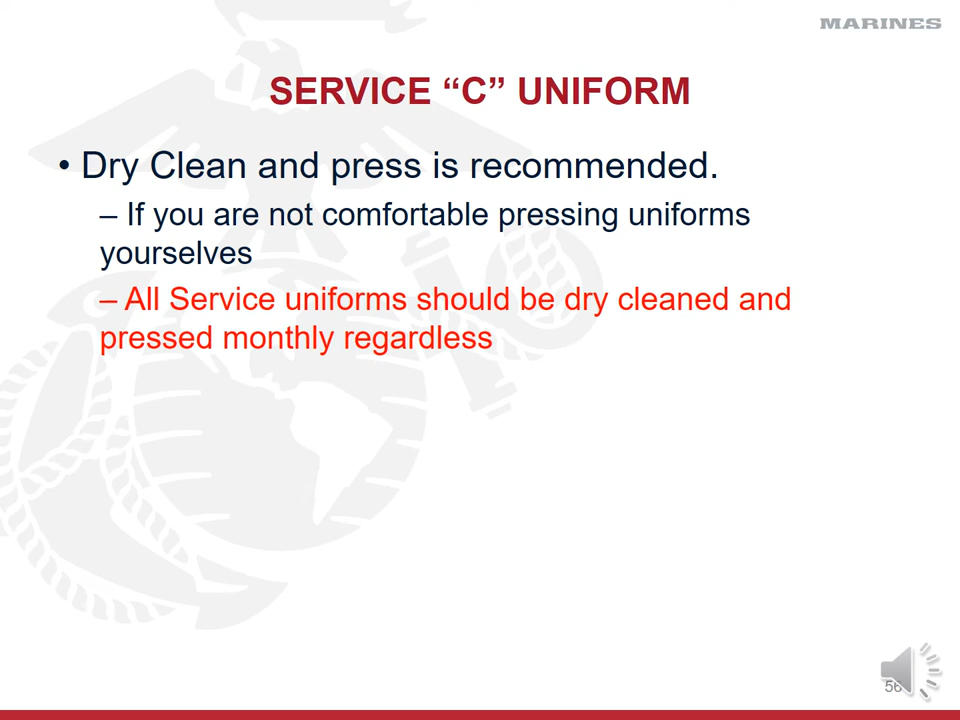 MARINES
SERVICE “C” UNIFORM
• Dry Clean and press is recommended.
– If you are not comfortable pressing uniforms
yourselves
– All Service uniforms should be dry cleaned and
pressed monthly regardless